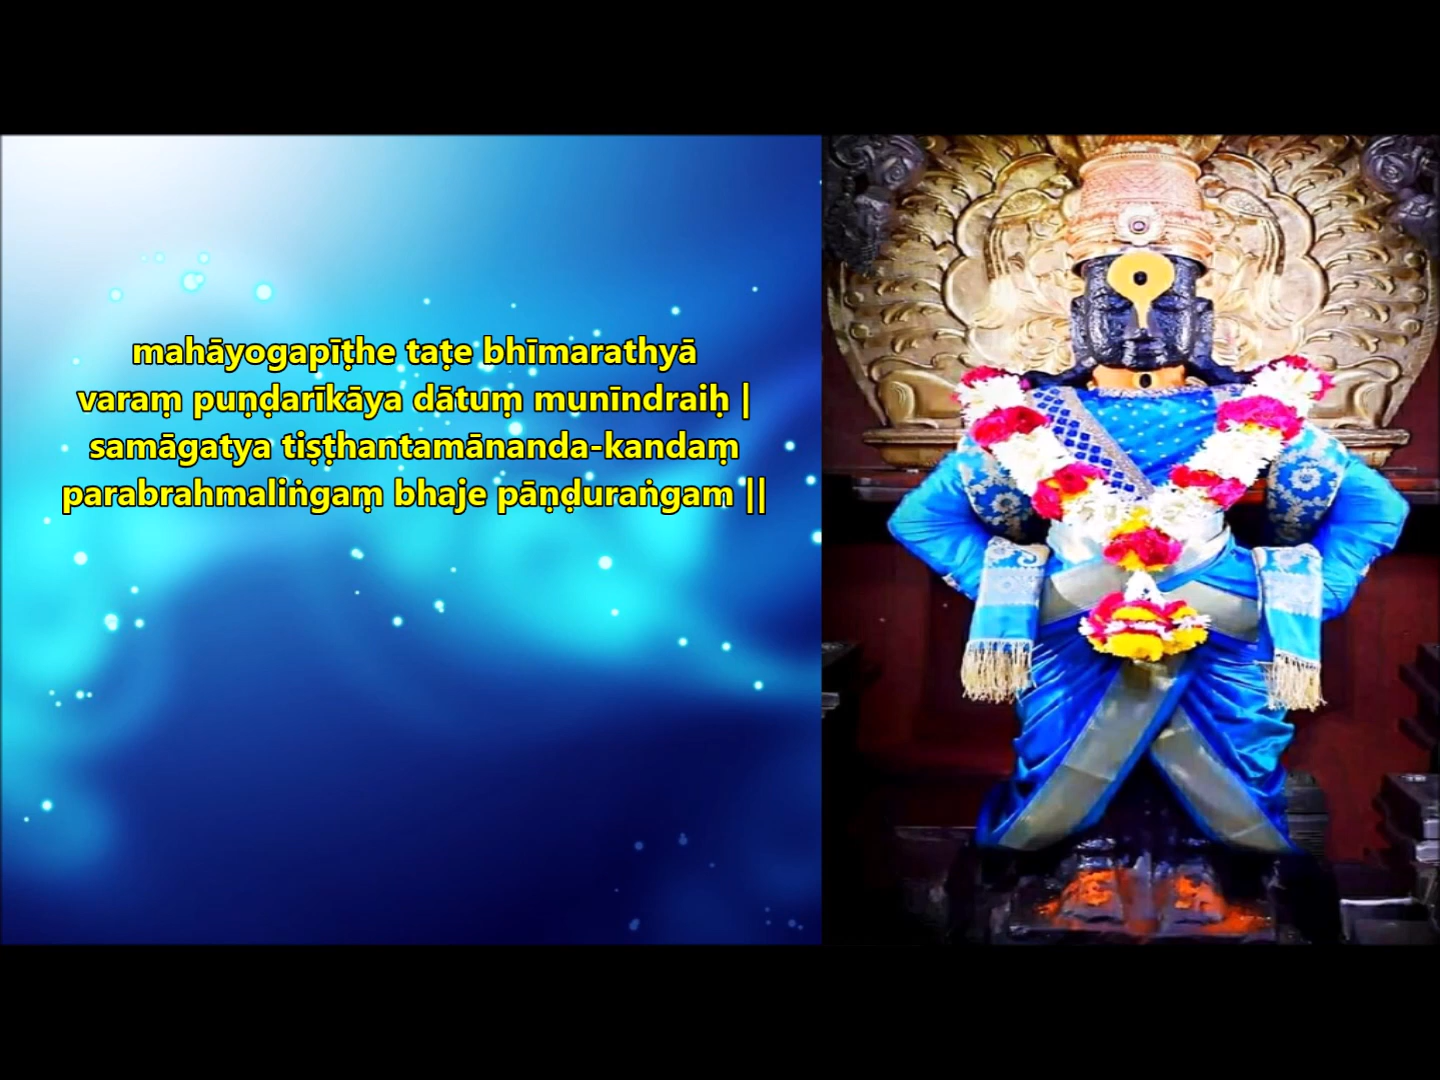 mahāyogapīṭhe taṭe bhīmarathyā
varaṃ puṇḍarīkāya dātuṃ munīndraiḥ |
samāgatya tiṣṭhantamānanda-kandaṃ
parabrahmaliṅgaṃ bhaje pāṇḍuraṅgam ||